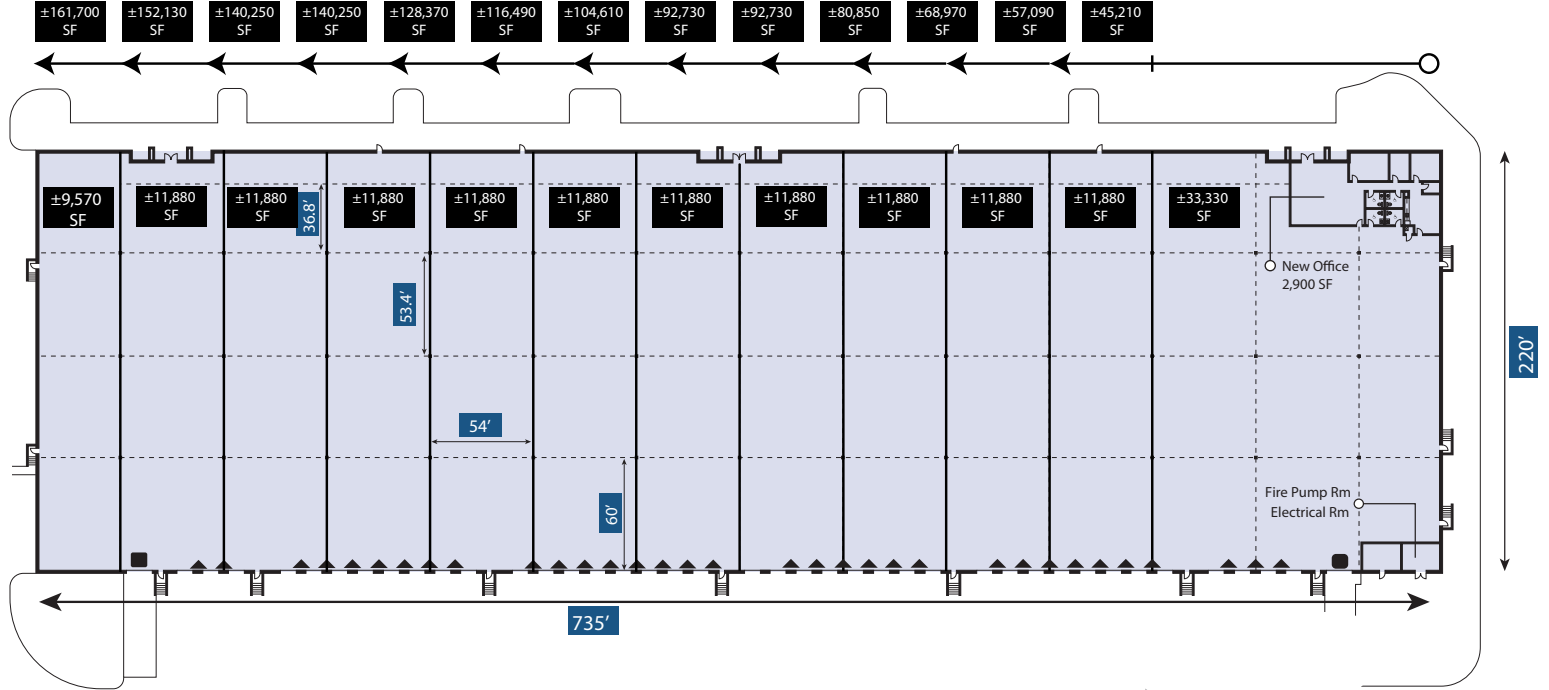 ±161,700
SF
±152,130
SF
±140,250
SF
±140,250
SF
±128,370
SF
±116,490
SF
±104,610
SF
±92,730
SF
±92,730
SF
±80,850
SF
±68,970
SF
±57,090
SF
±45,210
SF
±9,570
SF
±11,880
SF
±11,880
SF
36.8’
±11,880
SF
±11,880
SF
±11,880
SF
±11,880
SF
±11,880
SF
±11,880
SF
±11,880
SF
±11,880
SF
±33,330
SF
New Office
2,900 SF
53.4’
220’
54’
60’
Fire Pump Rm
Electrical Rm
735’